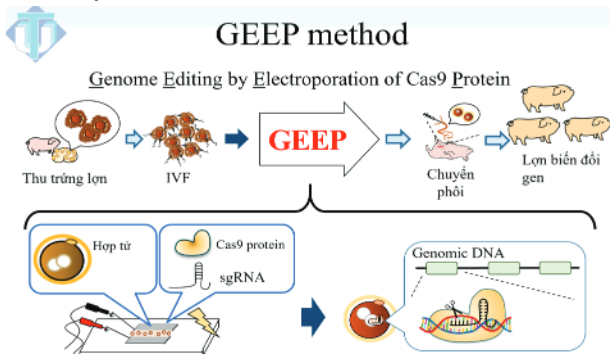 GEEP method
Genome Editing by Electroporation of Cas9 Protein
GEEP
Thu trứng lợn
IVF
Chuyển
phôi
Lợn biến đổi
gen
Hợp tử
Cas9 protein
sgRNA
Genomic DNA